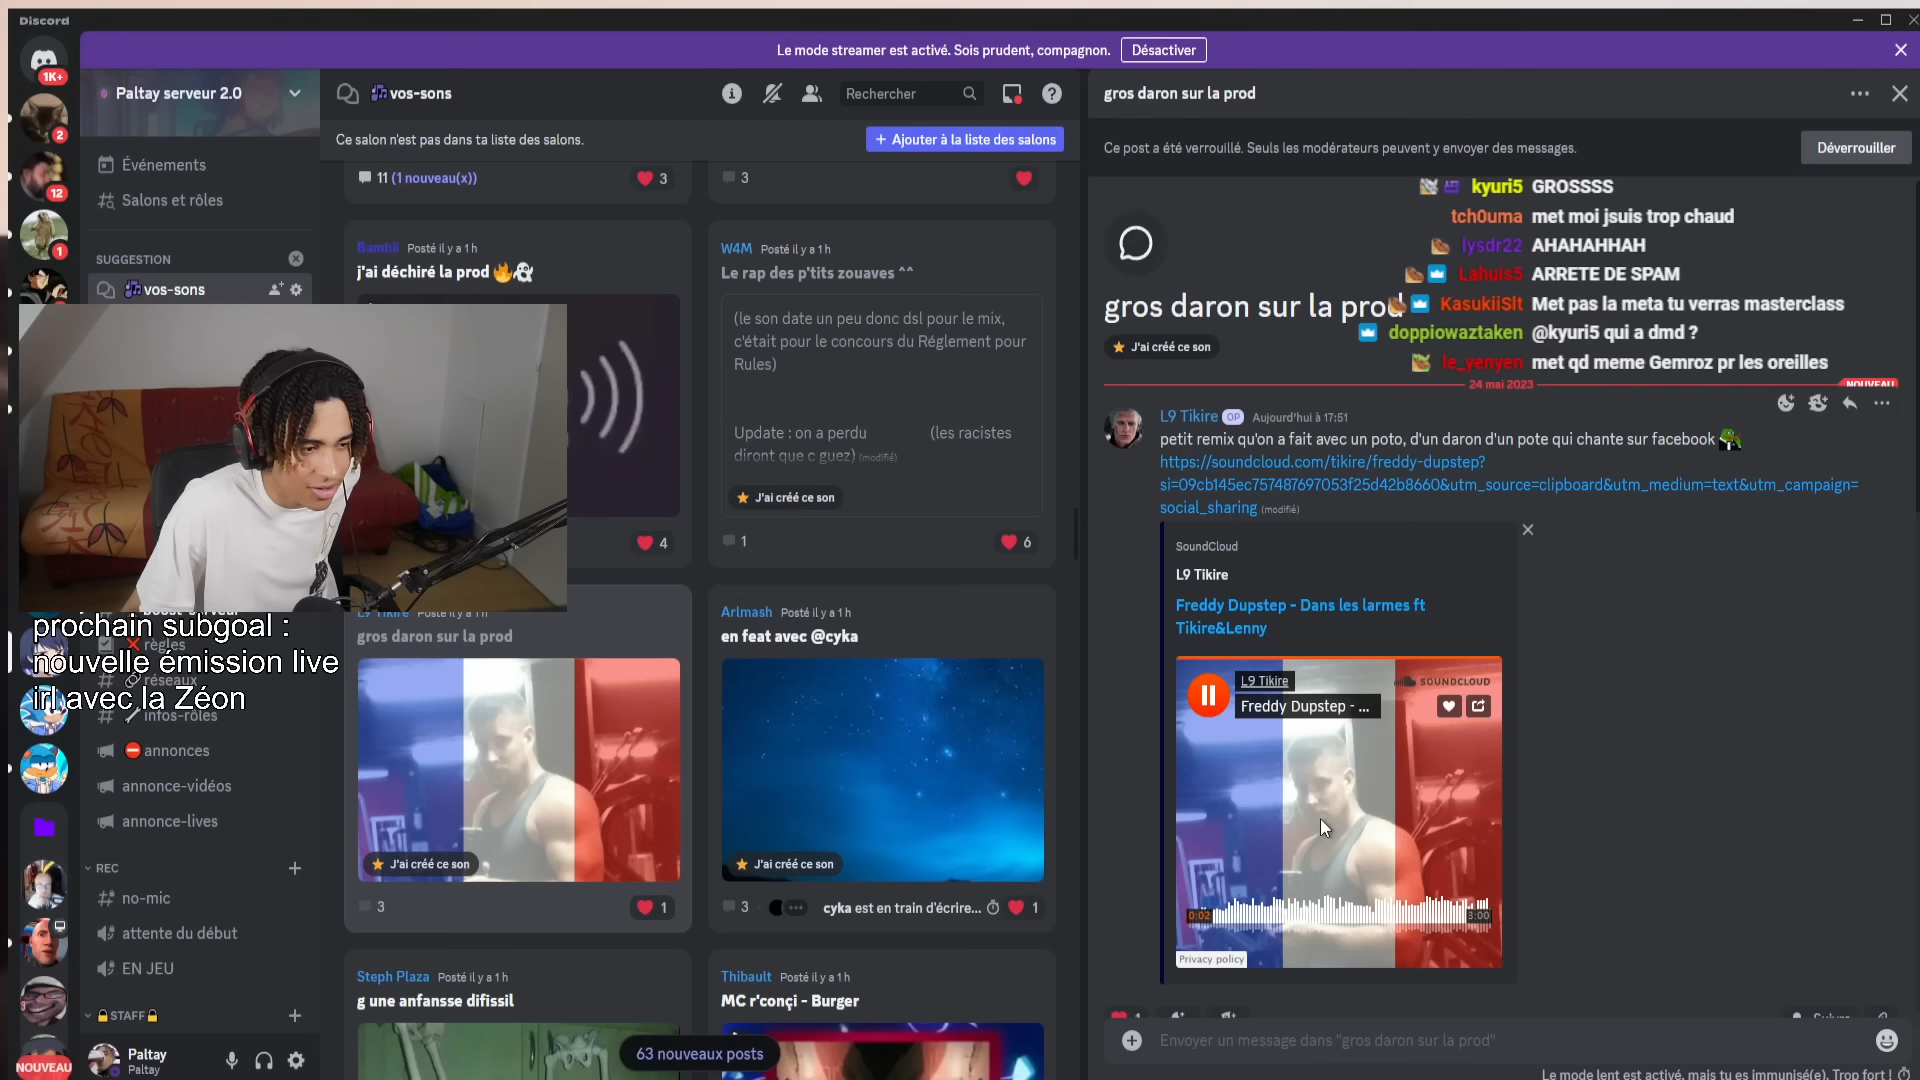 Discord
Le mode streamer est activé. Sois prudent, compagnon.
Désactiver
1K+
2
12
1
NOUVEAU
Paltay serveur 2.0
Événements
Salons et rôles
SUGGESTION
vos-sons
règles
réseaux
infos-rôles
annonces
annonce-vidéos
annonce-lives
REC
no-mic
attente du début
EN JEU
STAFF
Paltay
Paltay
prochain subgoal :
nouvelle émission live
irl avec la Zéon
vos-sons
Rechercher
Ce salon n'est pas dans ta liste des salons.
+ Ajouter à la liste des salons
11 (1 nouveau(x))
3
3
Bambii Posté il y a 1 h
j'ai déchiré la prod
4
W4M Posté il y a 1 h
Le rap des p'tits zouaves ^^
(le son date un peu donc dsl pour le mix,
c'était pour le concours du Réglement pour
Rules)
Update : on a perdu (les racistes
diront que c guez) (modifié)
J'ai créé ce son
1
6
L9 Tikire Posté il y a 1 h
gros daron sur la prod
J'ai créé ce son
3
1
Arlmash Posté il y a 1 h
en feat avec @cyka
J'ai créé ce son
3
cyka est en train d'écrire...
1
Steph Plaza Posté il y a 1 h
g une anfansse difissil
Thibault Posté il y a 1 h
MC r'conçi - Burger
63 nouveaux posts
gros daron sur la prod
Ce post a été verrouillé. Seuls les modérateurs peuvent y envoyer des messages.
Déverrouiller
kyuri5 GROSSSS
tch0uma met moi jsuis trop chaud
lysdr22 AHAHAHHAH
Lahuis5 ARRETE DE SPAM
KasukiiSlt Met pas la meta tu verras masterclass
doppiowaztaken @kyuri5 qui a dmd ?
le_yenyen met qd meme Gemroz pr les oreilles
gros daron sur la prod
J'ai créé ce son
24 mai 2023
NOUVEAU
L9 Tikire OP Aujourd'hui à 17:51
petit remix qu'on a fait avec un poto, d'un daron d'un pote qui chante sur facebook
https://soundcloud.com/tikire/freddy-dupstep?
si=09cb145ec757487697053f25d42b8660&utm_source=clipboard&utm_medium=text&utm_campaign=
social_sharing (modifié)
SoundCloud
L9 Tikire
Freddy Dupstep - Dans les larmes ft
Tikire&Lenny
L9 Tikire
Freddy Dupstep - ...
SOUNDCLOUD
0:02
3:00
Privacy policy
1
Suivre
Envoyer un message dans "gros daron sur la prod"
Le mode lent est activé, mais tu es immunisé(e). Trop fort !